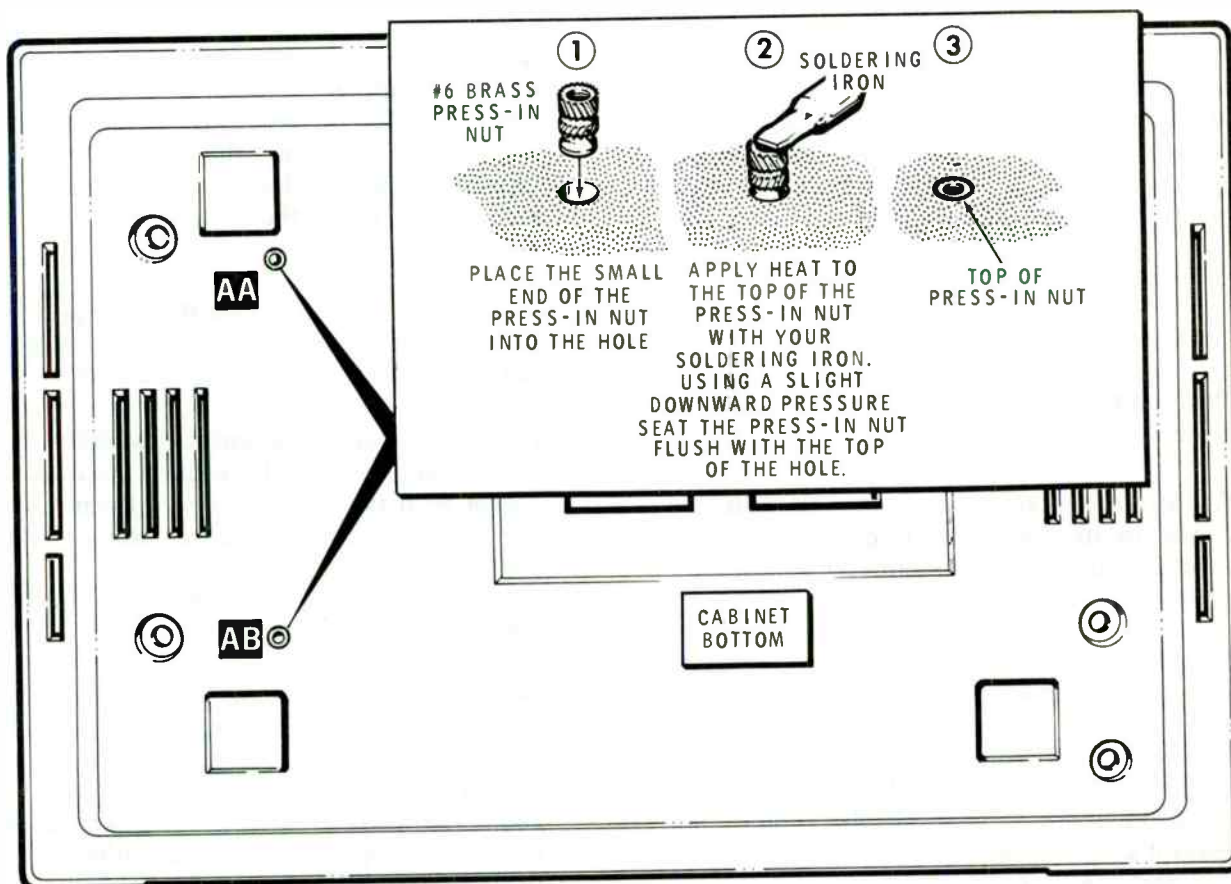 1
#6 BRASS
PRESS-IN
NUT
PLACE THE SMALL
END OF THE
PRESS-IN NUT
INTO THE HOLE
2
SOLDERING
IRON
APPLY HEAT TO
THE TOP OF THE
PRESS-IN NUT
WITH YOUR
SOLDERING IRON.
USING A SLIGHT
DOWNWARD PRESSURE
SEAT THE PRESS-IN NUT
FLUSH WITH THE TOP
OF THE HOLE.
3
TOP OF
PRESS-IN NUT
AA
AB
CABINET
BOTTOM